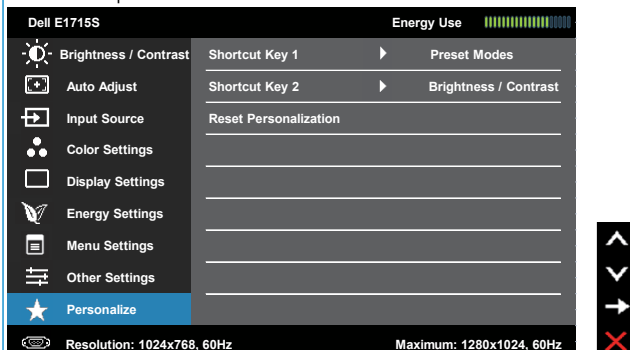 Dell E1715S Energy Use
Brightness / Contrast Shortcut Key 1 Preset Modes
Auto Adjust Shortcut Key 2 Brightness / Contrast
Input Source Reset Personalization
Color Settings
Display Settings
Energy Settings
Menu Settings
Other Settings
Personalize
Resolution: 1024x768, 60Hz Maximum: 1280x1024, 60Hz